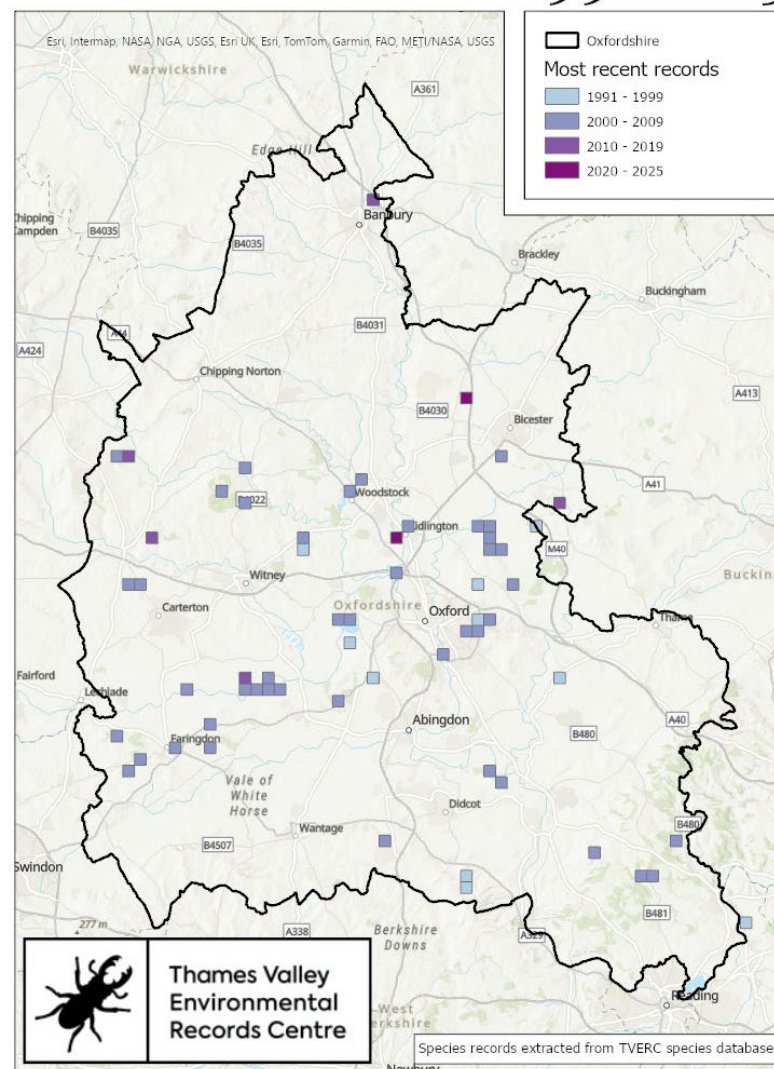 Esri, Intermap, NASA, NGA, USGS, Esri UK, Esri, TomTom, Garmin, FAO, METI/NASA, USGS
Oxfordshire
Most recent records
1991 - 1999
2000 - 2009
2010 - 2019
2020 - 2025
Warwickshire
A361
Edge Hill
Banbury
Chipping
Campden
B4035
B4035
Brackley
Buckingham
B4031
A44
A424
Chipping Norton
A413
B4030
Bicester
A41
B4022
Woodstock
Kidlington
M40
Witney
Oxfordshire
Carterton
Oxford
Thame
Fairford
Lechlade
A40
Abingdon
B480
Faringdon
Vale of
White
Horse
Didcot
Wantage
B480
B4507
Swindon
B481
277 m
A338
Berkshire
Downs
A329
Reading
West
Thames Valley
Environmental
Records Centre
Species records extracted from TVERC species database